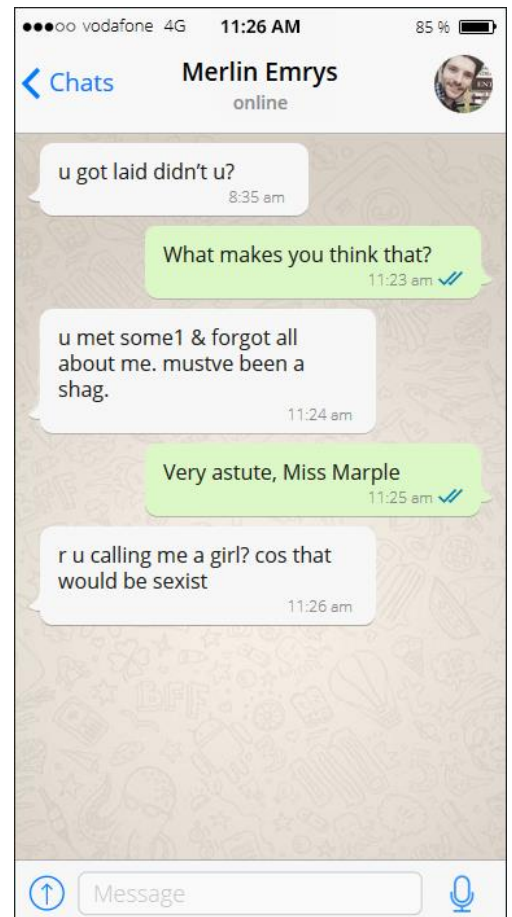 vodafone 4G 11:26 AM 85 %
Chats
Merlin Emrys
online
u got laid didn’t u?
8:35 am
What makes you think that?
11:23 am
u met some1 & forgot all
about me. mustve been a
shag.
11:24 am
Very astute, Miss Marple
11:25 am
r u calling me a girl? cos that
would be sexist
11:26 am
BFF
Message